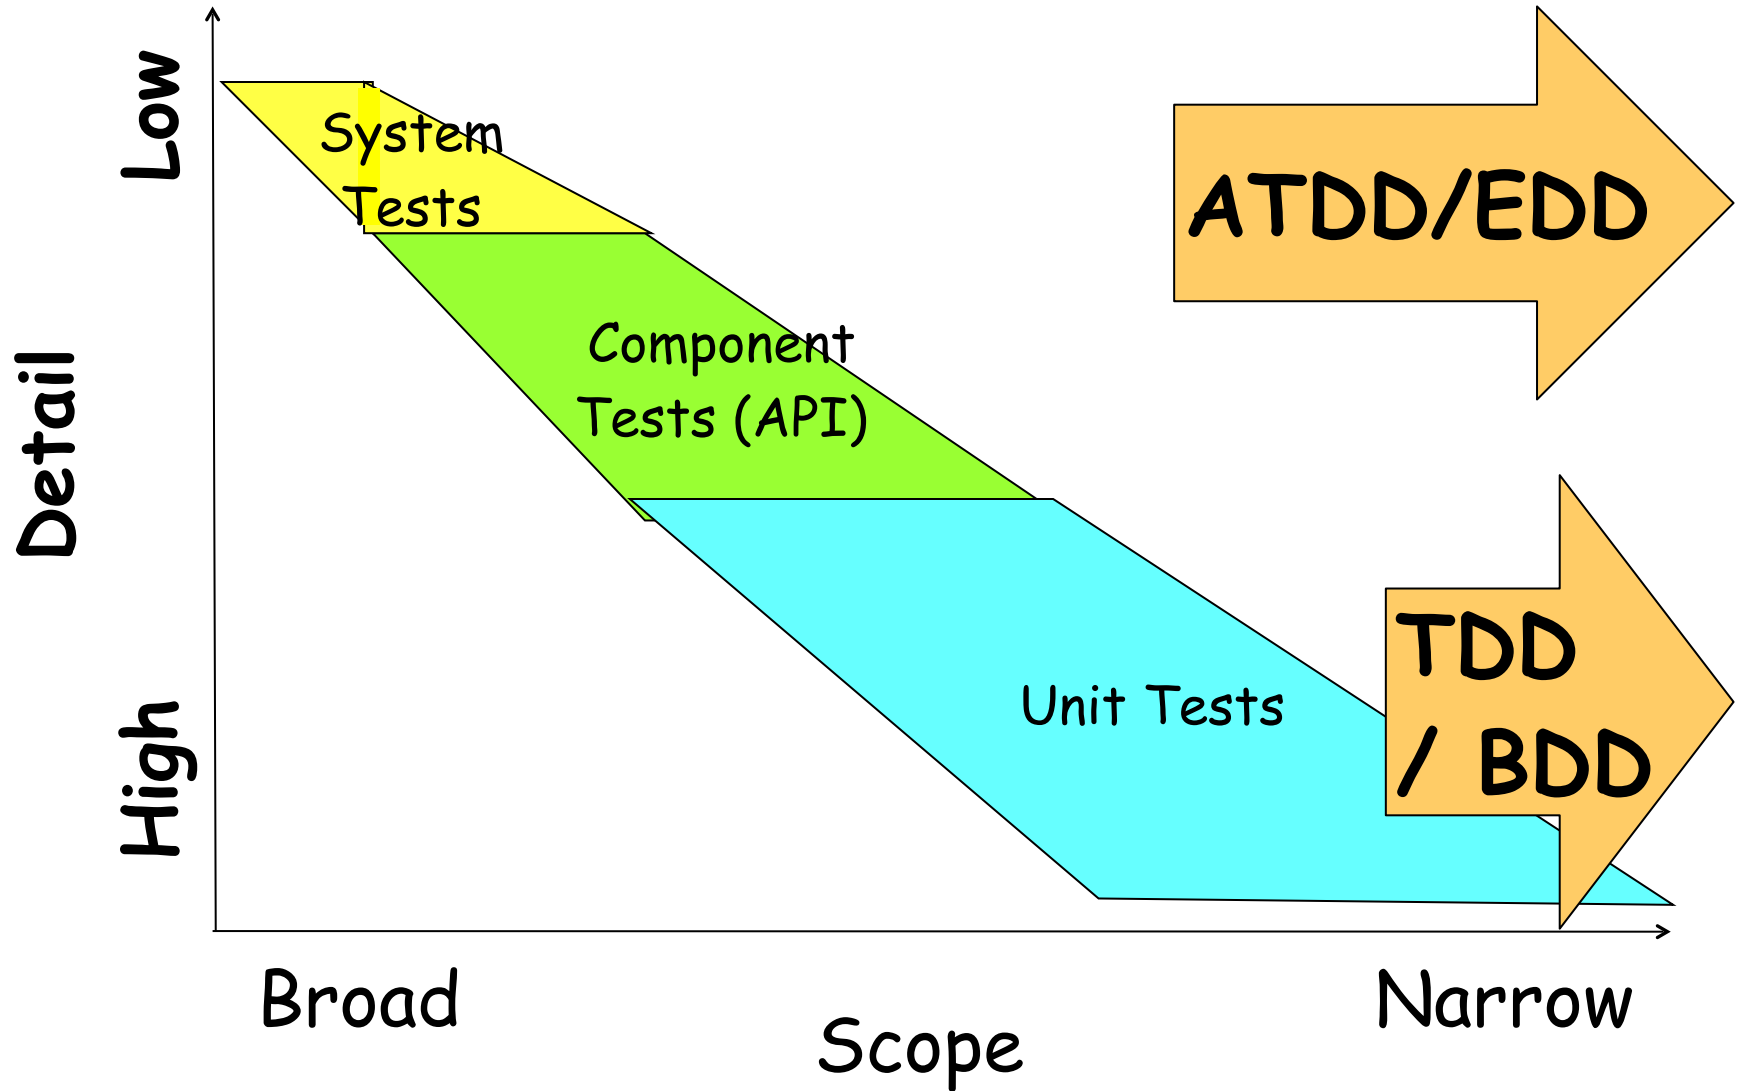 Low
System
Tests
ATDD/EDD
Component
Tests (API)
Detail
TDD
/ BDD
Unit Tests
High
Broad
Narrow
Scope